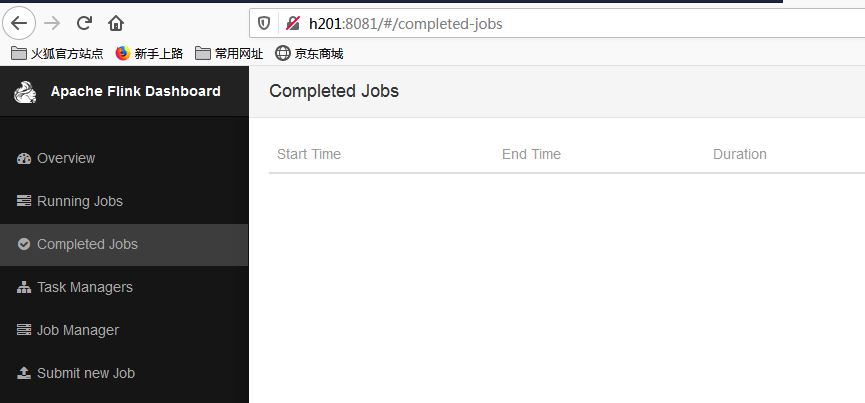 h201:8081/#/completed-jobs
火狐官方站点 新手上路 常用网址 京东商城
Apache Flink Dashboard
Completed Jobs
Overview
Start Time End Time Duration
Running Jobs
Completed Jobs
Task Managers
Job Manager
Submit new Job